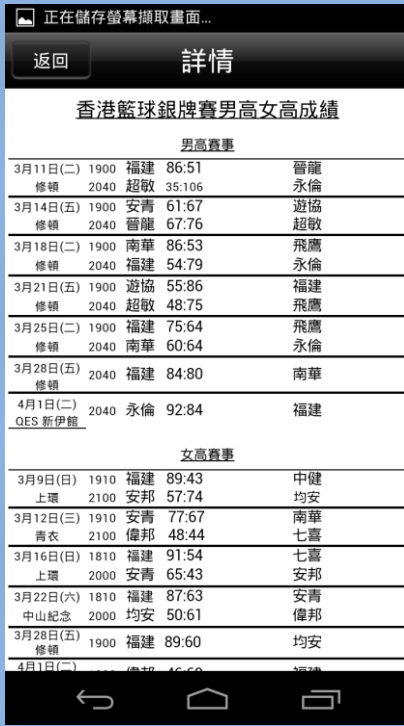 正在儲存螢幕擷取畫面...
返回
詳情
香港籃球銀牌賽男高女高成績
男高賽事
3月11日(二) 1900 福建 86:51 晉龍
修頓 2040 超敏 35:106 永倫
3月14日(五) 1900 安青 61:67 遊協
修頓 2040 晉龍 67:76 超敏
3月18日(二) 1900 南華 86:53 飛鷹
修頓 2040 福建 54:79 永倫
3月21日(五) 1900 遊協 55:86 福建
修頓 2040 超敏 48:75 飛鷹
3月25日(二) 1900 福建 75:64 飛鷹
修頓 2040 南華 60:64 永倫
3月28日(五) 2040 福建 84:80 南華
修頓
4月1日(二) 2040 永倫 92:84 福建
QES 新伊館
女高賽事
3月9日(日) 1910 福建 89:43 中健
上環 2100 安邦 57:74 均安
3月12日(三) 1910 安青 77:67 南華
青衣 2100 偉邦 48:44 七喜
3月16日(日) 1810 福建 91:54 七喜
上環 2000 安青 65:43 安邦
3月22日(六) 1810 福建 87:63 安青
中山紀念 2000 均安 50:61 偉邦
3月28日(五) 1900 福建 89:60 均安
修頓
4月1日(二)